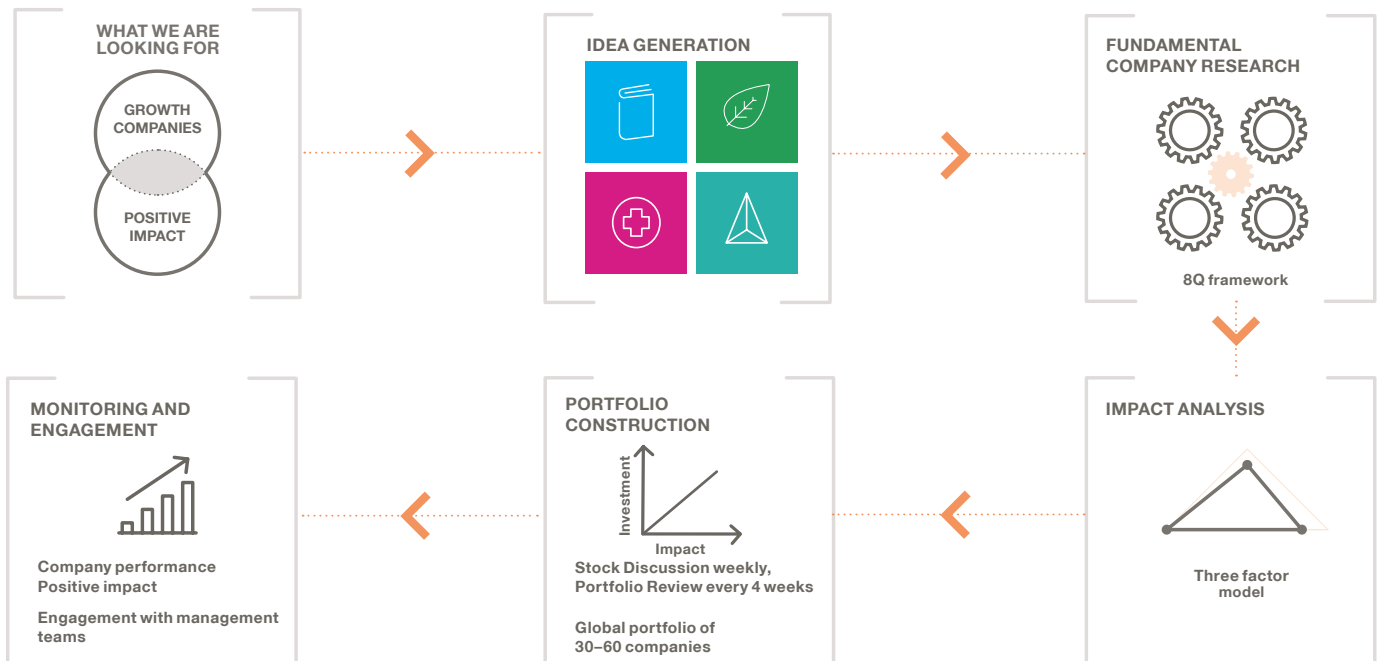 WHAT WE ARE
LOOKING FOR
GROWTH
COMPANIES
POSITIVE
IMPACT
IDEA GENERATION
FUNDAMENTAL
COMPANY RESEARCH
8Q framework
IMPACT ANALYSIS
Three factor
model
PORTFOLIO
CONSTRUCTION
Investment
Impact
Stock Discussion weekly,
Portfolio Review every 4 weeks
Global portfolio of
30–60 companies
MONITORING AND
ENGAGEMENT
Company performance
Positive impact
Engagement with management
teams